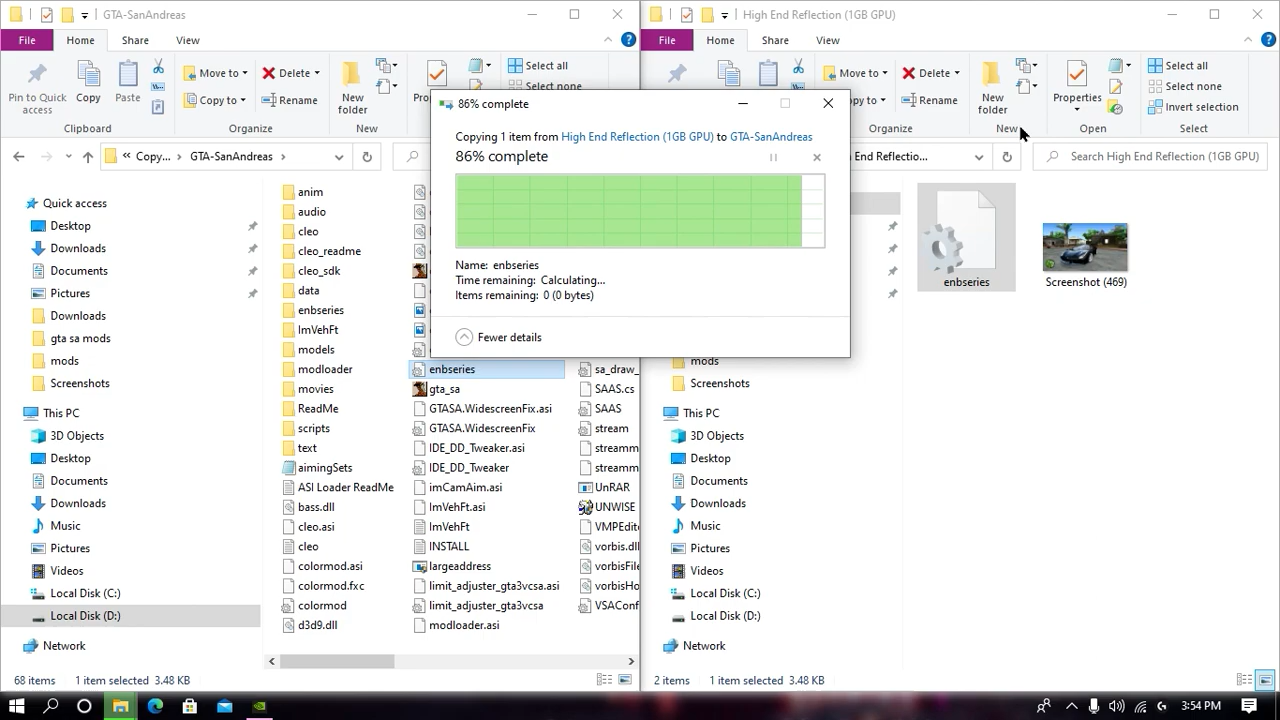 GTA-SanAndreas
File
Home
Share
View
Pin to Quick access
Copy
Paste
Clipboard
Move to
Copy to
Delete
Rename
Organize
New folder
New
Select all
Select none
Copy...
GTA-SanAndreas
Quick access
Desktop
Downloads
Documents
Pictures
Downloads
gta sa mods
mods
Screenshots
This PC
3D Objects
Desktop
Documents
Downloads
Music
Pictures
Videos
Local Disk (C:)
Local Disk (D:)
Network
anim
audio
cleo
cleo_readme
cleo_sdk
data
enbseries
ImVehFt
models
modloader
movies
ReadMe
scripts
text
aimingSets
ASI Loader ReadMe
bass.dll
cleo.asi
cleo
colormod.asi
colormod.fxc
colormod
d3d9.dll
enbseries
gta_sa
GTASA.WidescreenFix.asi
GTASA.WidescreenFix
IDE_DD_Tweaker.asi
IDE_DD_Tweaker
imCamAim.asi
ImVehFt.asi
ImVehFt
INSTALL
largeaddress
limit_adjuster_gta3vcsa.asi
limit_adjuster_gta3vcsa
modloader.asi
sa_draw_
SAAS.cs
SAAS
stream
streamm
streamm
UnRAR
UNWISE
VMPEdit
vorbis.dll
vorbisFile
vorbisHo
VSAConf
68 items
1 item selected 3.48 KB
86% complete
Copying 1 item from High End Reflection (1GB GPU) to GTA-SanAndreas
86% complete
Name: enbseries
Time remaining: Calculating...
Items remaining: 0 (0 bytes)
Fewer details
High End Reflection (1GB GPU)
File
Home
Share
View
Move to
Copy to
Delete
Rename
Organize
New folder
New
Properties
Open
Select all
Select none
Invert selection
Select
End Reflectio...
Search High End Reflection (1GB GPU)
mods
Screenshots
This PC
3D Objects
Desktop
Documents
Downloads
Music
Pictures
Videos
Local Disk (C:)
Local Disk (D:)
Network
enbseries
Screenshot (469)
2 items
1 item selected 3.48 KB
3:54 PM